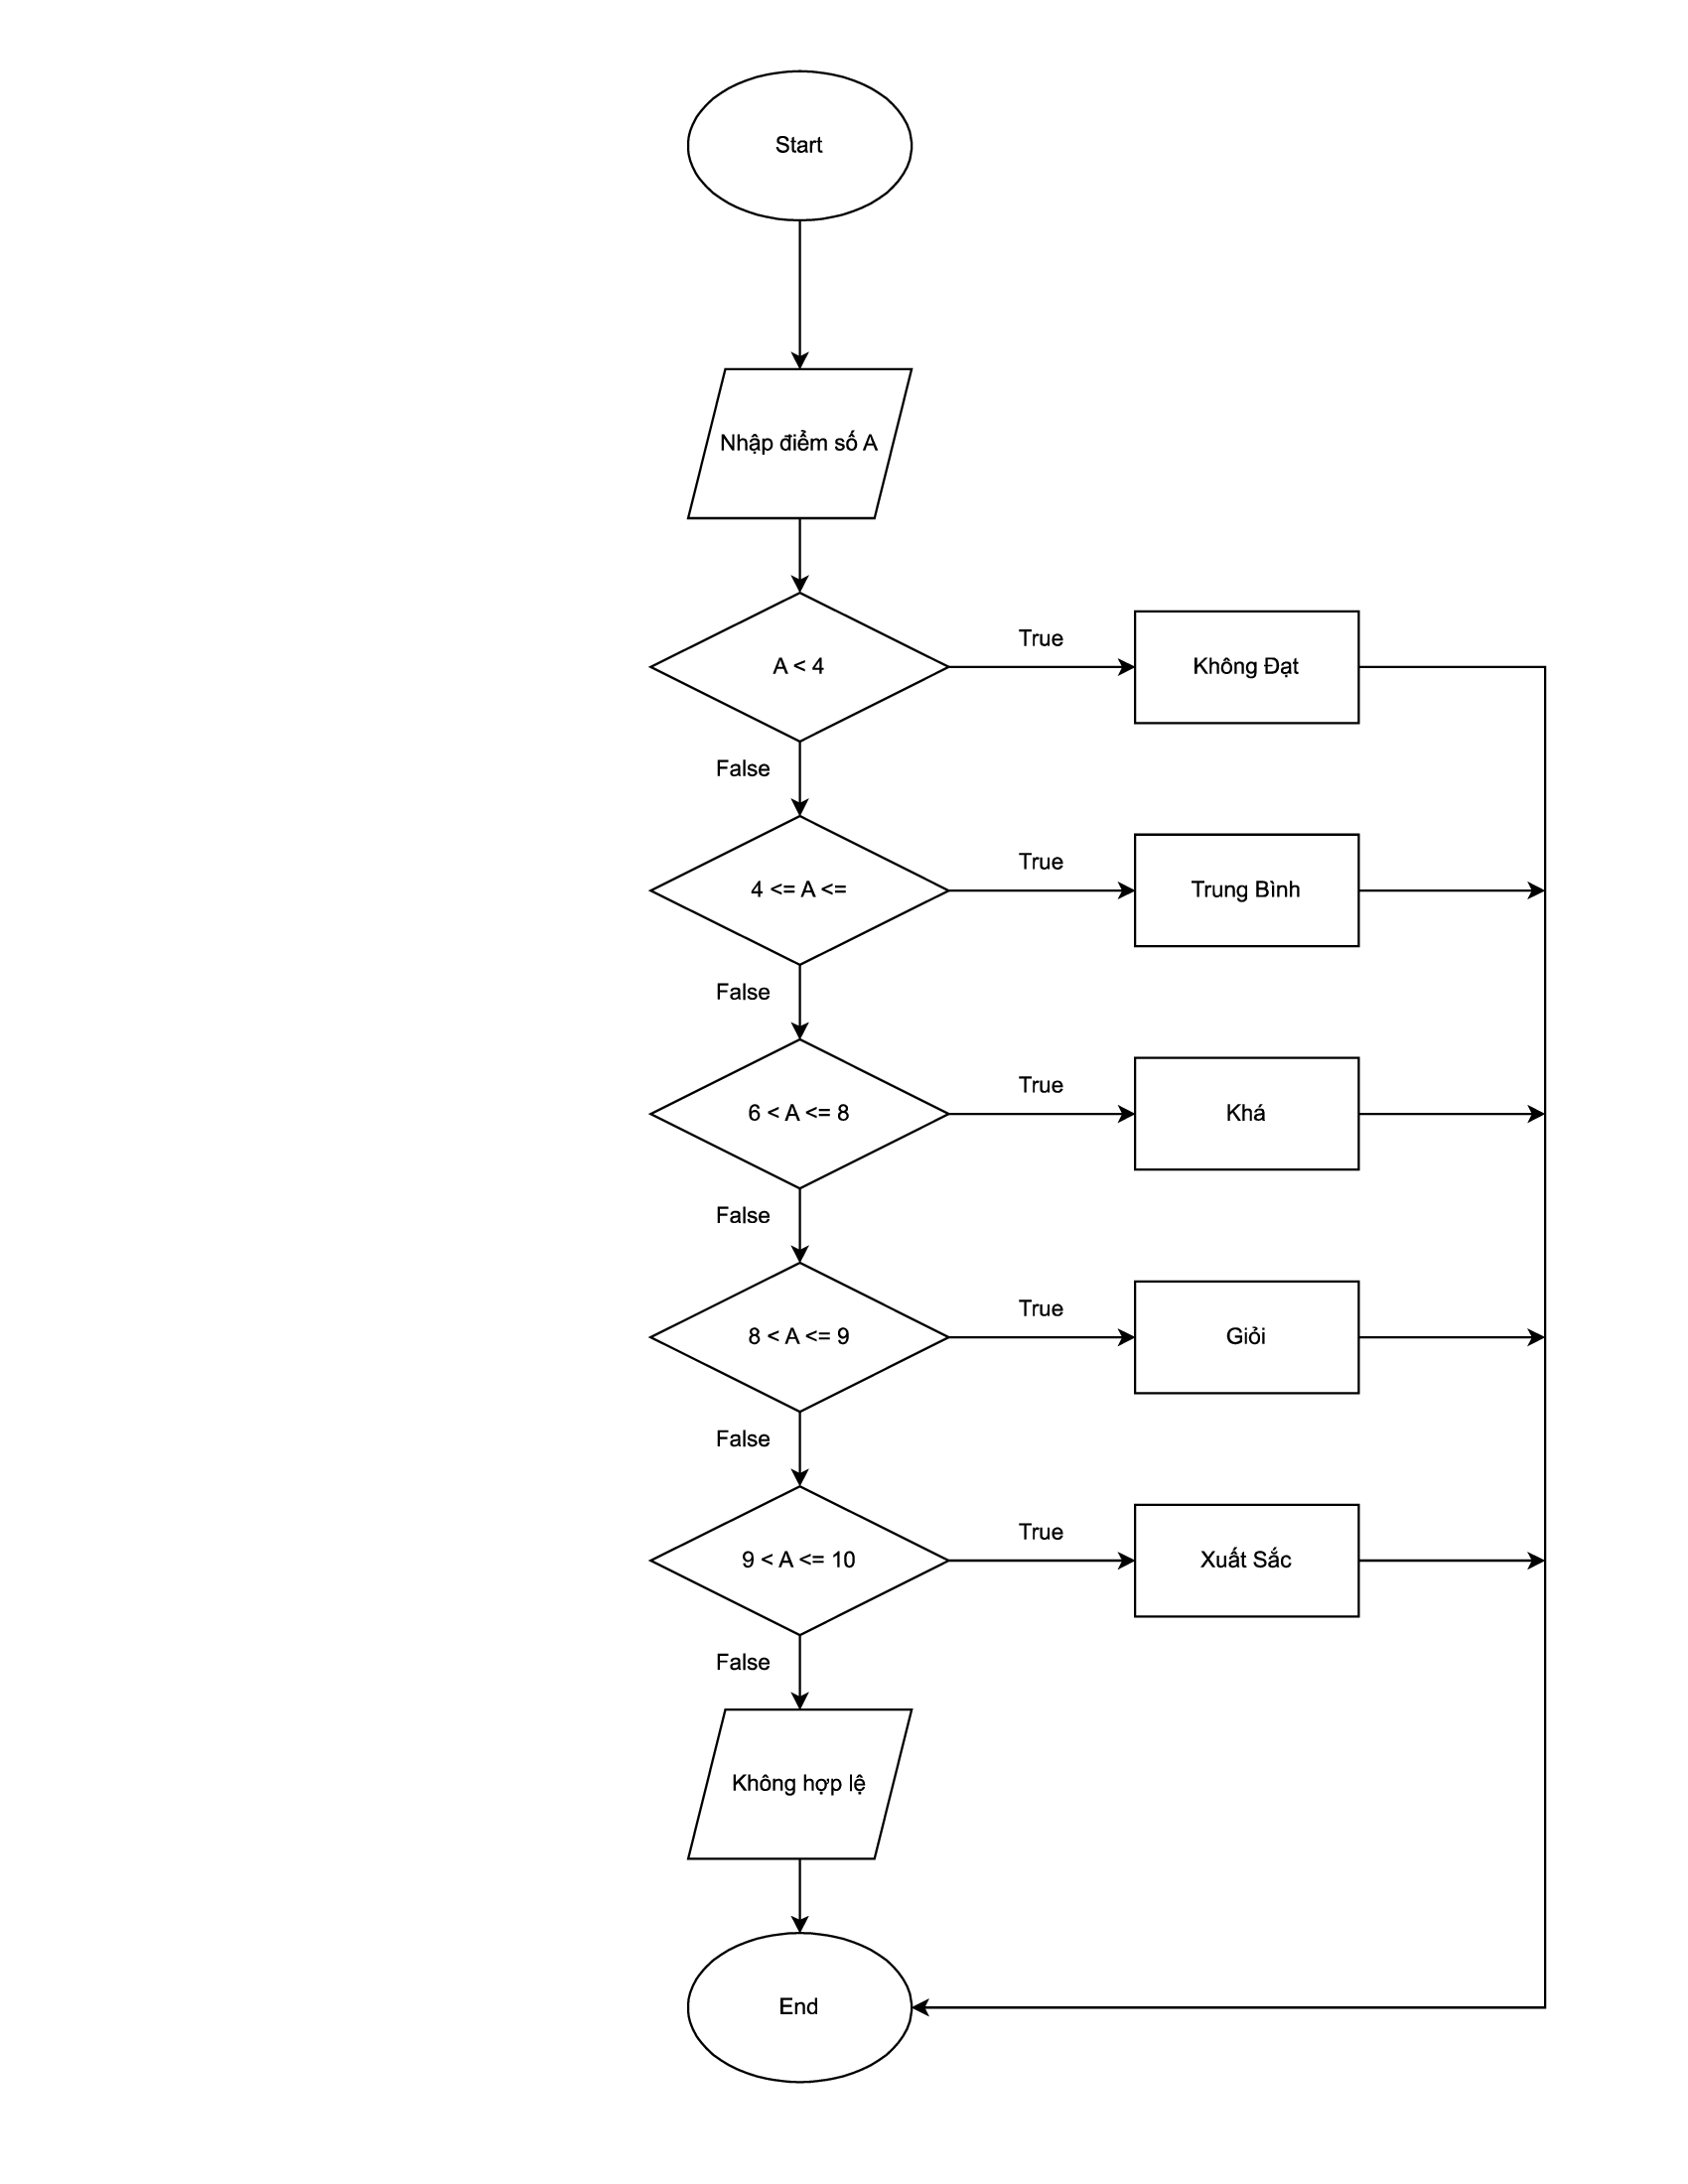 Start
Nhập điểm số A
A < 4
True
Không Đạt
False
4 <= A <=
True
Trung Bình
False
6 < A <= 8
True
Khá
False
8 < A <= 9
True
Giỏi
False
9 < A <= 10
True
Xuất Sắc
False
Không hợp lệ
End